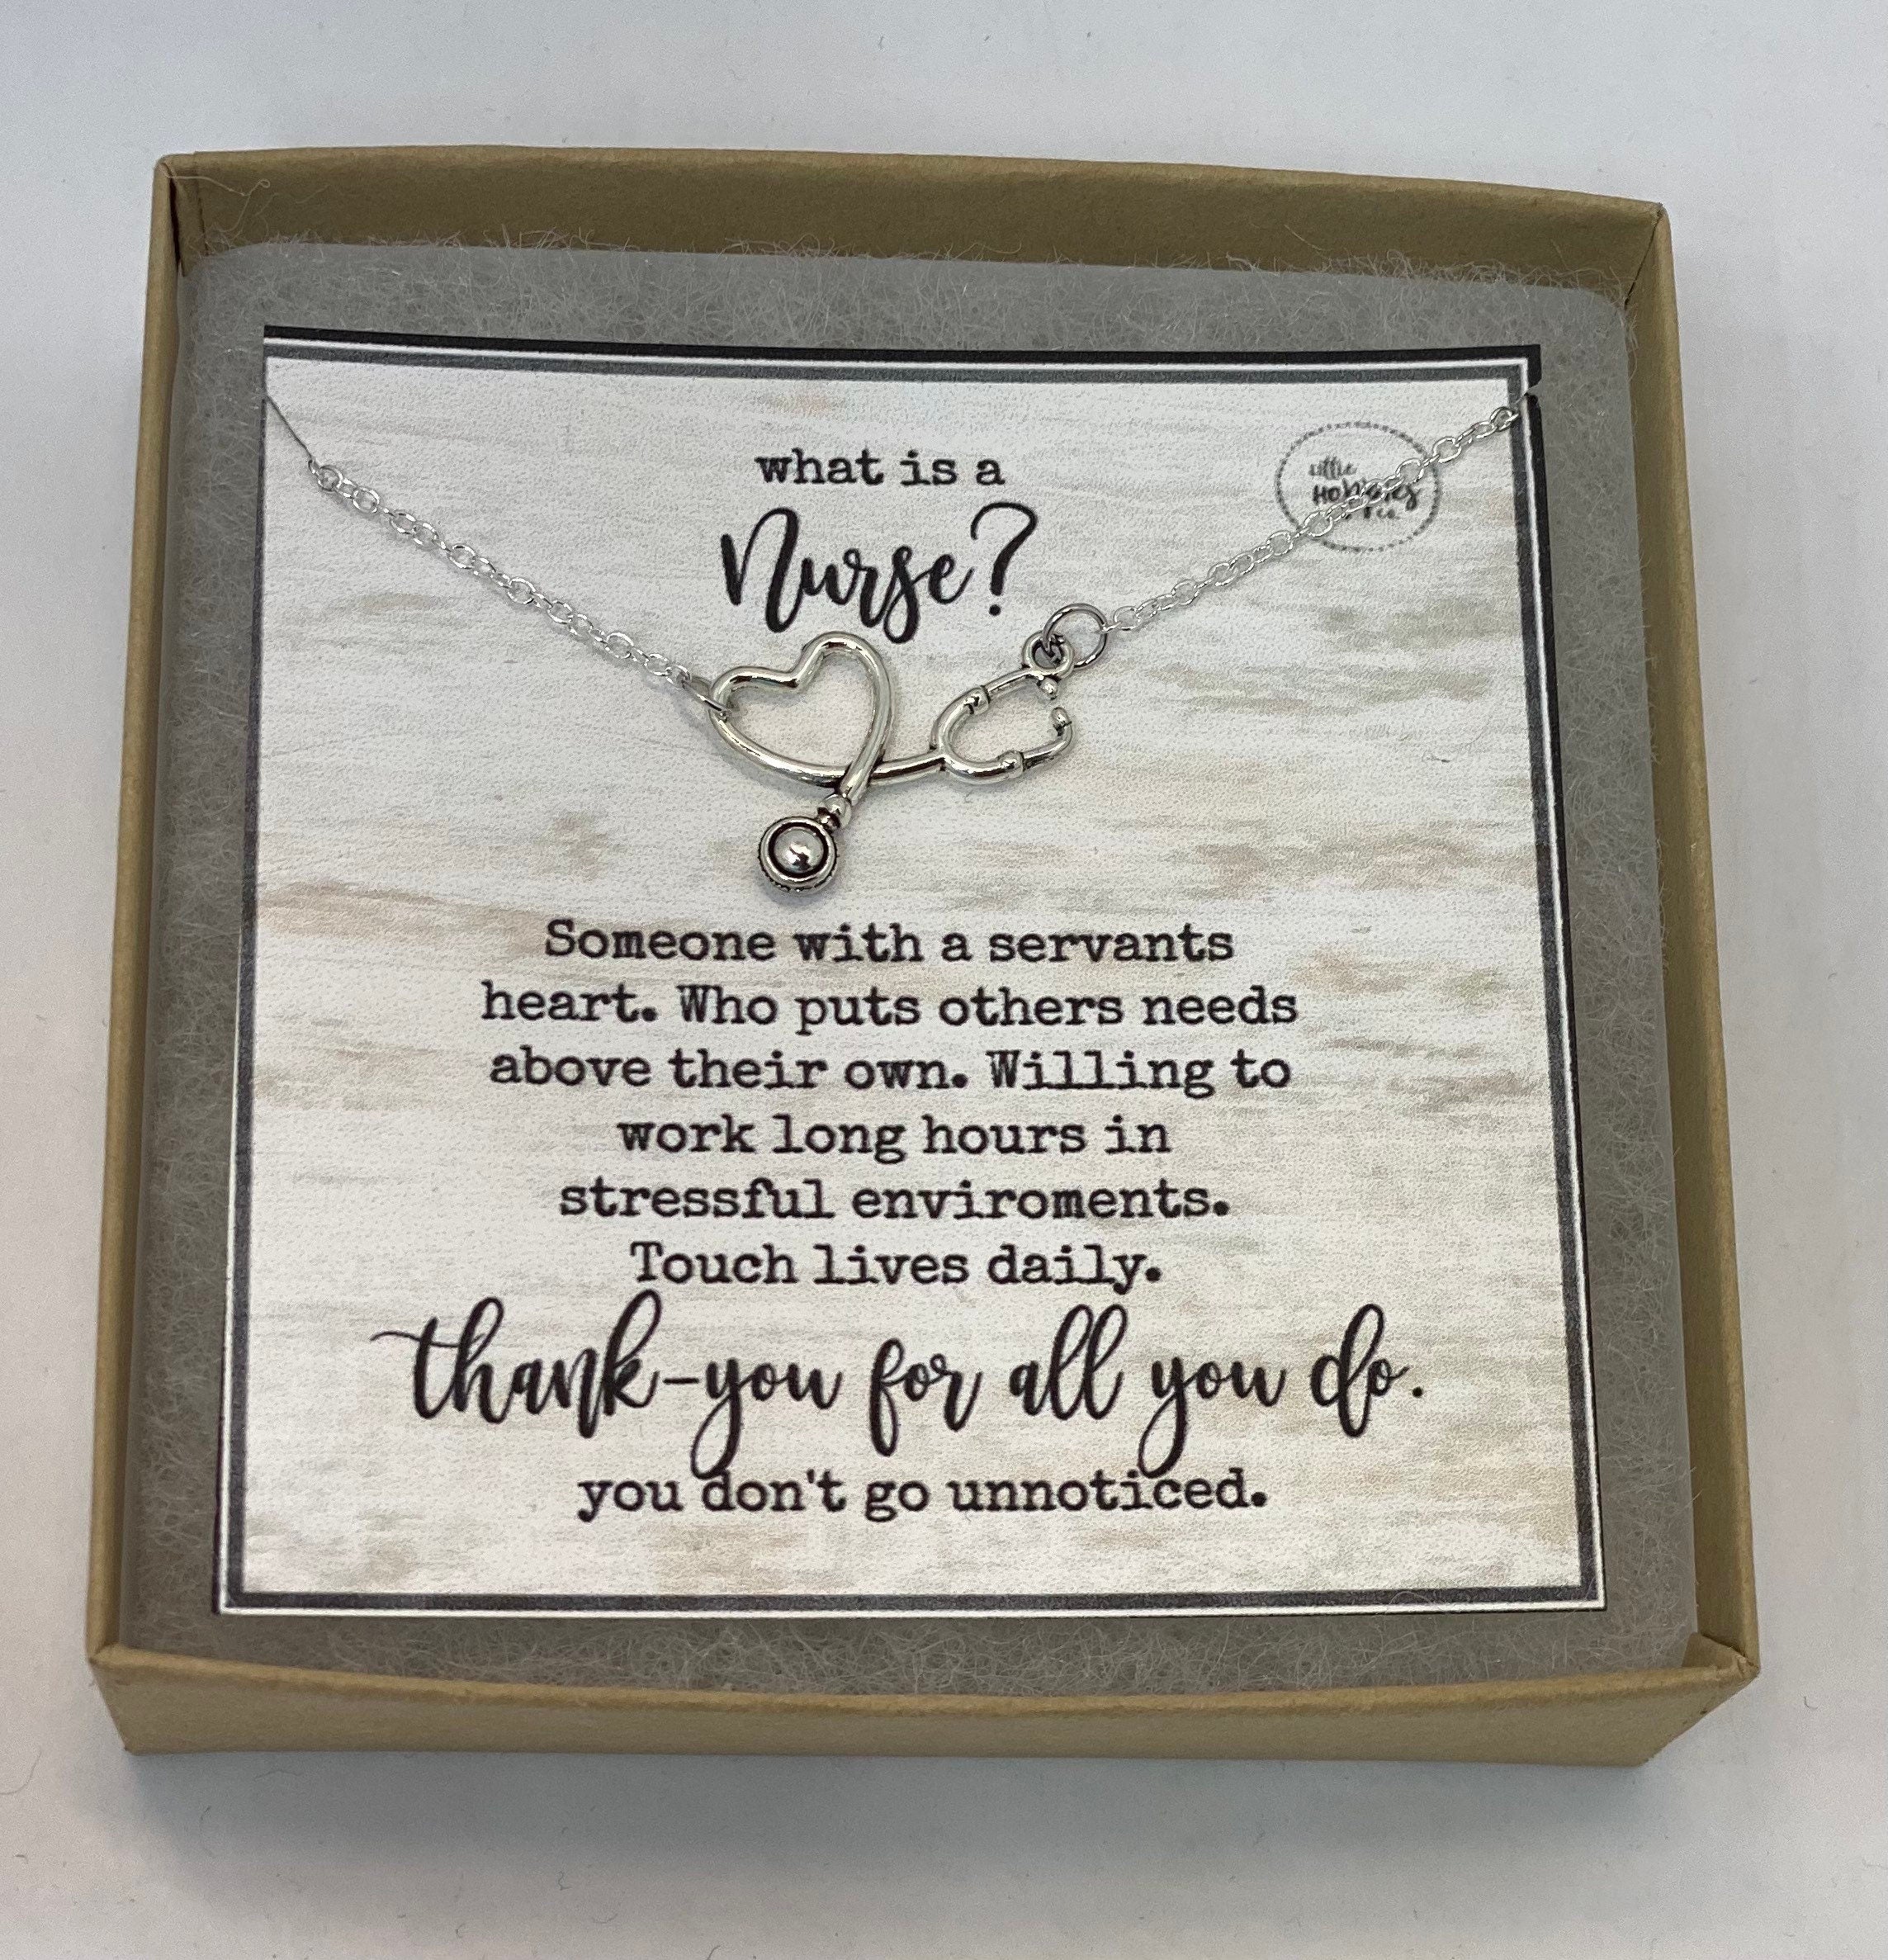 what is a
Nurse?
Little
Someone with a servants
heart. Who puts others needs
above their own. Willing to
work long hours in
stressful enviroments.
Touch lives daily.
thank-you for all you do.
you don't go unnoticed.